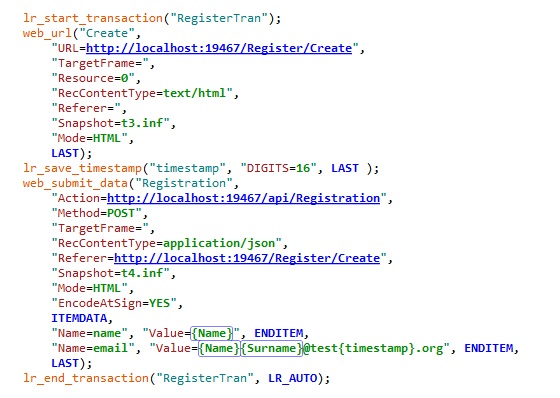 lr_start_transaction("RegisterTran");
web_url("Create",
"URL=http://localhost:19467/Register/Create",
"TargetFrame=",
"Resource=0",
"RecContentType=text/html",
"Referer=",
"Snapshot=t3.inf",
"Mode=HTML",
LAST);
lr_save_timestamp("timestamp", "DIGITS=16", LAST );
web_submit_data("Registration",
"Action=http://localhost:19467/api/Registration",
"Method=POST",
"TargetFrame=",
"RecContentType=application/json",
"Referer=http://localhost:19467/Register/Create",
"Snapshot=t4.inf",
"Mode=HTML",
"EncodeAtSign=YES",
ITEMDATA,
"Name=name", "Value={Name}", ENDITEM,
"Name=email", "Value={Name}{Surname}@test{timestamp}.org", ENDITEM,
LAST);
lr_end_transaction("RegisterTran", LR_AUTO);